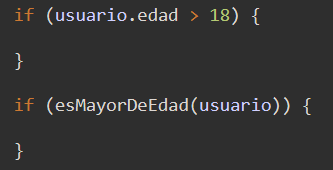 if (usuario.edad > 18) {
}
if (esMayorDeEdad(usuario)) {
}